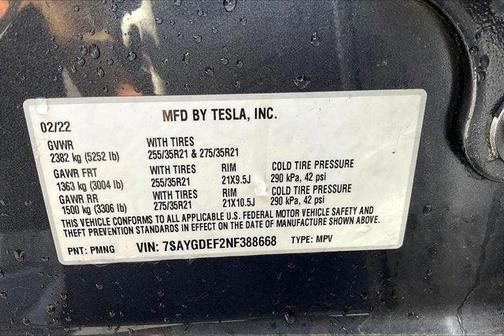 MFD BY TESLA, INC.
02/22
GVWR WITH TIRES
2382 kg (5252 lb) 255/35R21 & 275/35R21
GAWR FRT WITH TIRES RIM COLD TIRE PRESSURE
1363 kg (3004 lb) 255/35R21 21X9.5J 290 kPa, 42 psi
GAWR RR WITH TIRES RIM COLD TIRE PRESSURE
1500 kg (3306 lb) 275/35R21 21X10.5J 290 kPa, 42 psi
THIS VEHICLE CONFORMS TO ALL APPLICABLE U.S. FEDERAL MOTOR VEHICLE SAFETY AND
THEFT PREVENTION STANDARDS IN EFFECT ON THE DATE OF MANUFACTURE SHOWN ABOVE.
PNT: PMNG VIN: 7SAYGDEF2NF388668 TYPE: MPV